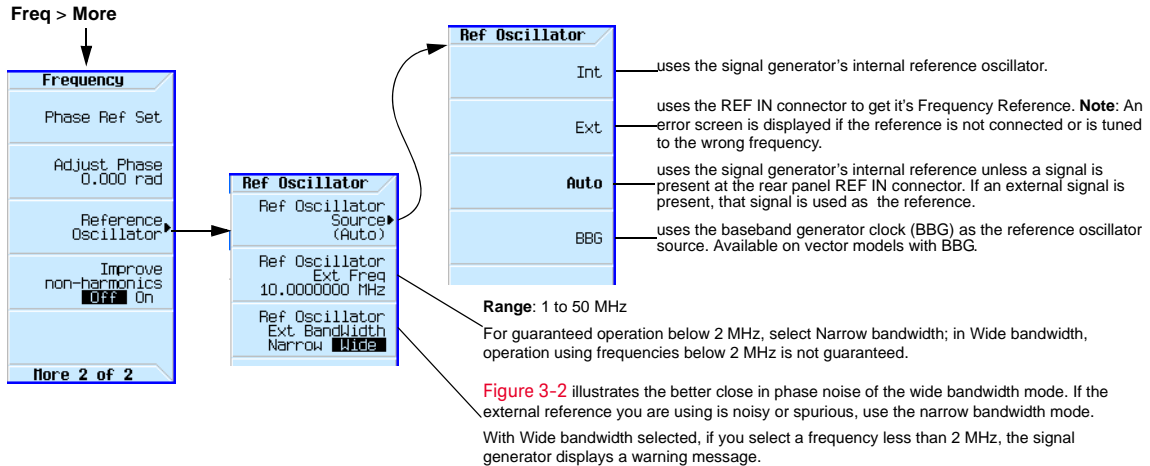 Freq > More
Frequency
Phase Ref Set
Adjust Phase
0.000 rad
Reference
Oscillator
Improve
non-harmonics
Off On
More 2 of 2
Ref Oscillator
Ref Oscillator
Source
(Auto)
Ref Oscillator
Ext Freq
10.0000000 MHz
Ref Oscillator
Ext BandWidth
Narrow Wide
Ref Oscillator
Int
Ext
Auto
BBG
uses the signal generator's internal reference oscillator.
uses the REF IN connector to get it's Frequency Reference. Note: An
error screen is displayed if the reference is not connected or is tuned
to the wrong frequency.
uses the signal generator's internal reference unless a signal is
present at the rear panel REF IN connector. If an external signal is
present, that signal is used as the reference.
uses the baseband generator clock (BBG) as the reference oscillator
source. Available on vector models with BBG.
Range: 1 to 50 MHz
For guaranteed operation below 2 MHz, select Narrow bandwidth; in Wide bandwidth,
operation using frequencies below 2 MHz is not guaranteed.
Figure 3-2 illustrates the better close in phase noise of the wide bandwidth mode. If the
external reference you are using is noisy or spurious, use the narrow bandwidth mode.
With Wide bandwidth selected, if you select a frequency less than 2 MHz, the signal
generator displays a warning message.